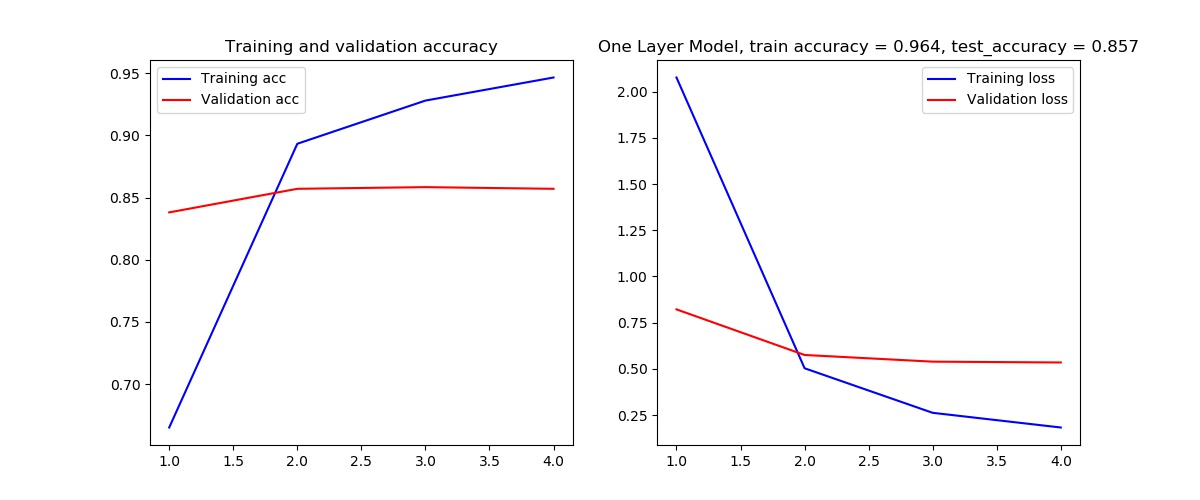 Training and validation accuracy
Training acc
Validation acc
0.95
0.90
0.85
0.80
0.75
0.70
1.0 1.5 2.0 2.5 3.0 3.5 4.0
One Layer Model, train accuracy = 0.964, test_accuracy = 0.857
Training loss
Validation loss
2.00
1.75
1.50
1.25
1.00
0.75
0.50
0.25
1.0 1.5 2.0 2.5 3.0 3.5 4.0